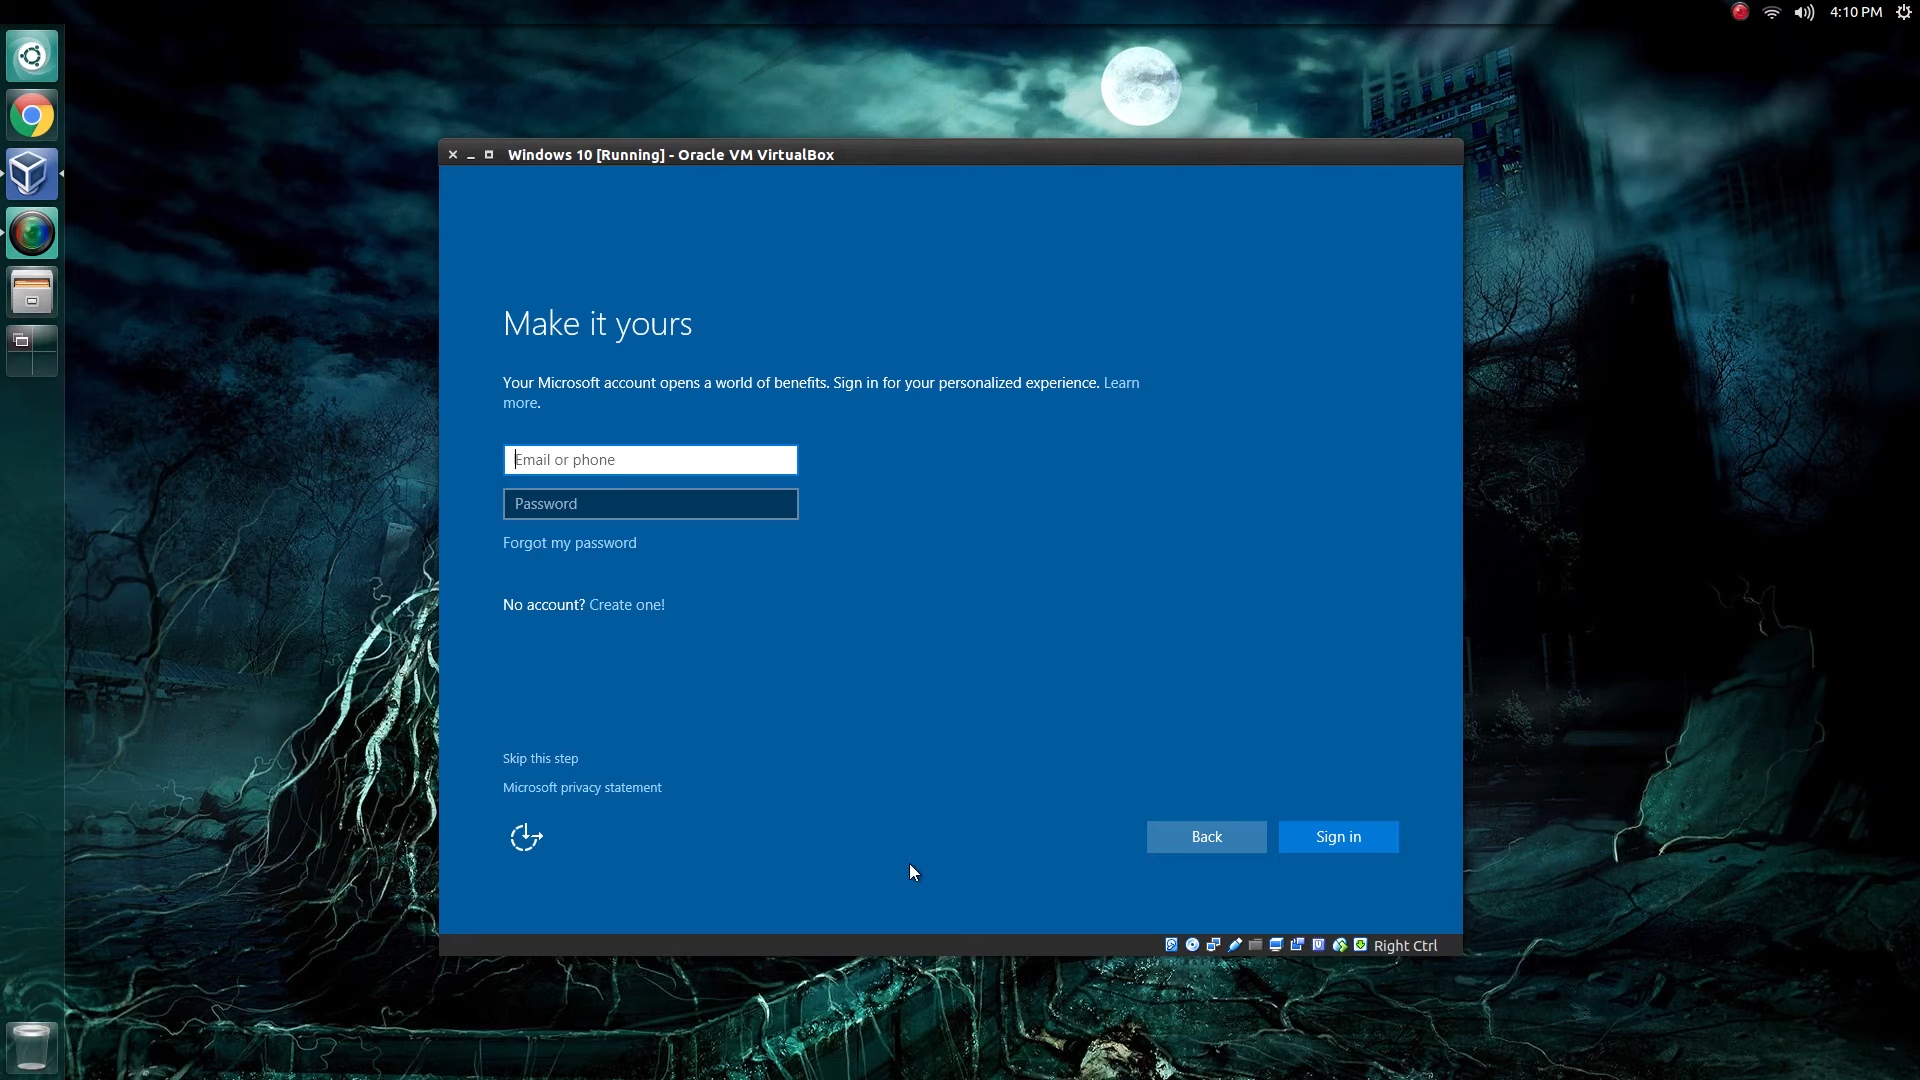 4:10 PM
Windows 10 [Running] - Oracle VM VirtualBox
Make it yours
Your Microsoft account opens a world of benefits. Sign in for your personalized experience. Learn
more.
Email or phone
Password
Forgot my password
No account? Create one!
Skip this step
Microsoft privacy statement
Back
Sign in
Right Ctrl